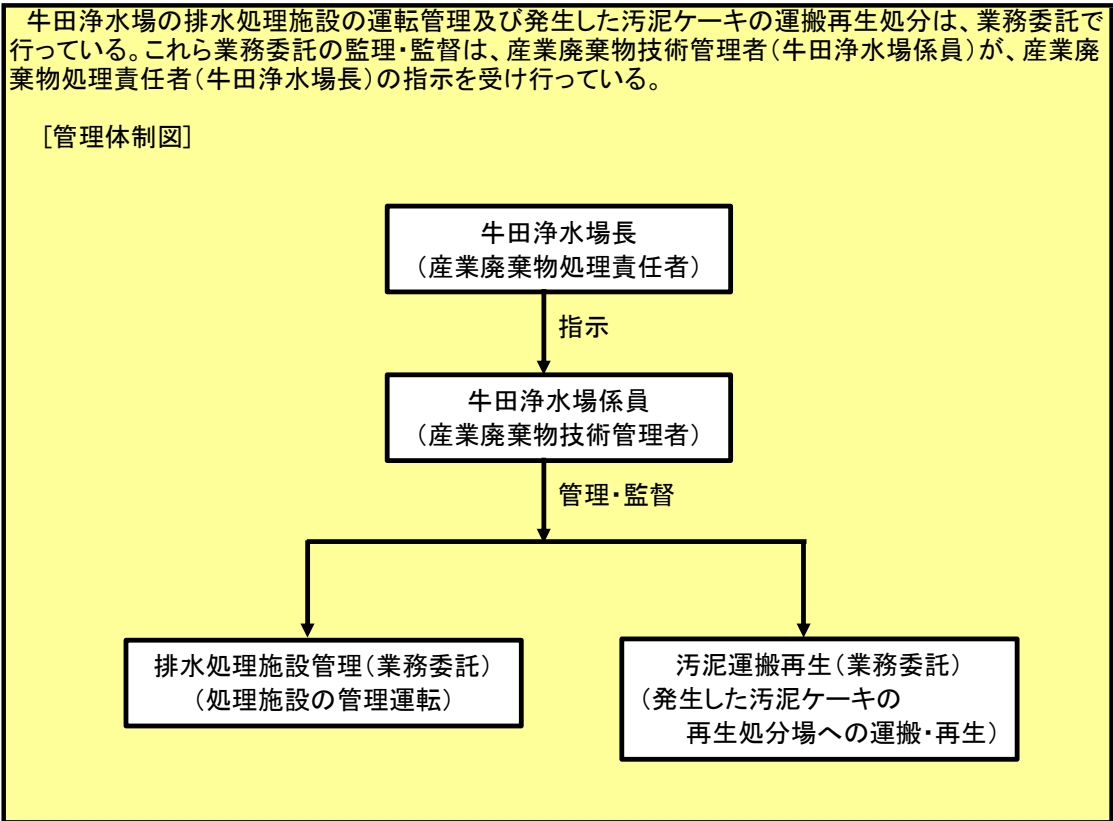 牛田浄水場の排水処理施設の運転管理及び発生した汚泥ケーキの運搬再生処分は、業務委託で
行っている。これら業務委託の監理・監督は、産業廃棄物技術管理者(牛田浄水場係員)が、産業廃
棄物処理責任者(牛田浄水場長)の指示を受け行っている。
[管理体制図]
牛田浄水場長
(産業廃棄物処理責任者)
指示
牛田浄水場係員
(産業廃棄物技術管理者)
管理・監督
排水処理施設管理(業務委託)
(処理施設の管理運転)
汚泥運搬再生(業務委託)
(発生した汚泥ケーキの
再生処分場への運搬・再生)